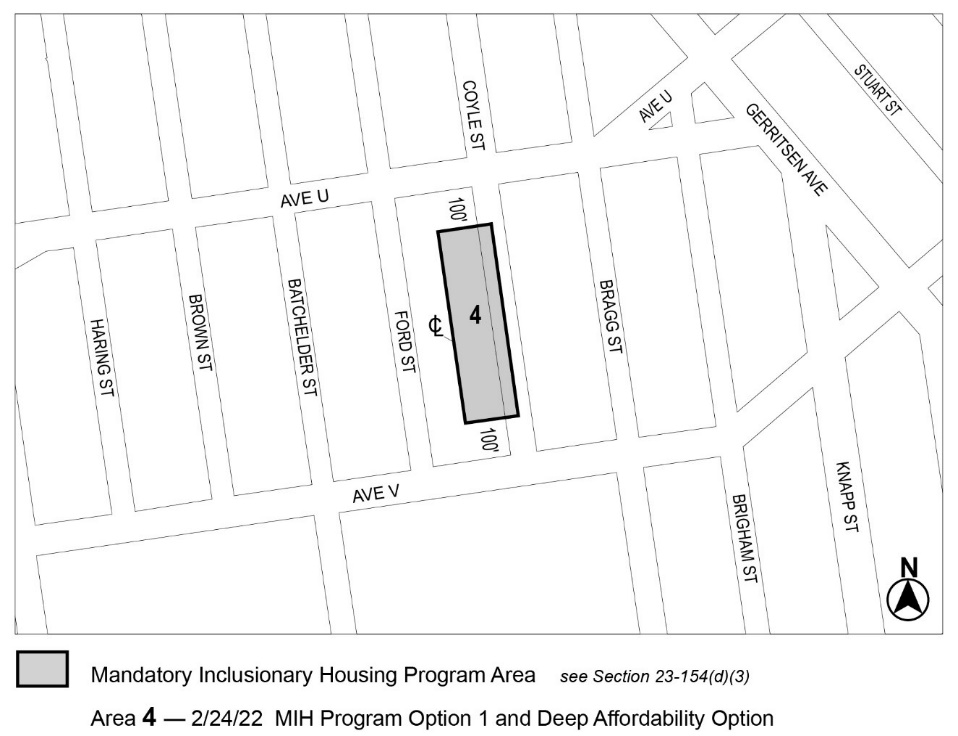 COYLE ST
AVE U
STUART ST
GERRITSEN AVE
AVE U
100'
HARING ST
BROWN ST
BATCHELDER ST
FORD ST
℄
4
BRAGG ST
100'
AVE V
BRIGHAM ST
KNAPP ST
N
Mandatory Inclusionary Housing Program Area see Section 23-154(d)(3)
Area 4 — 2/24/22 MIH Program Option 1 and Deep Affordability Option